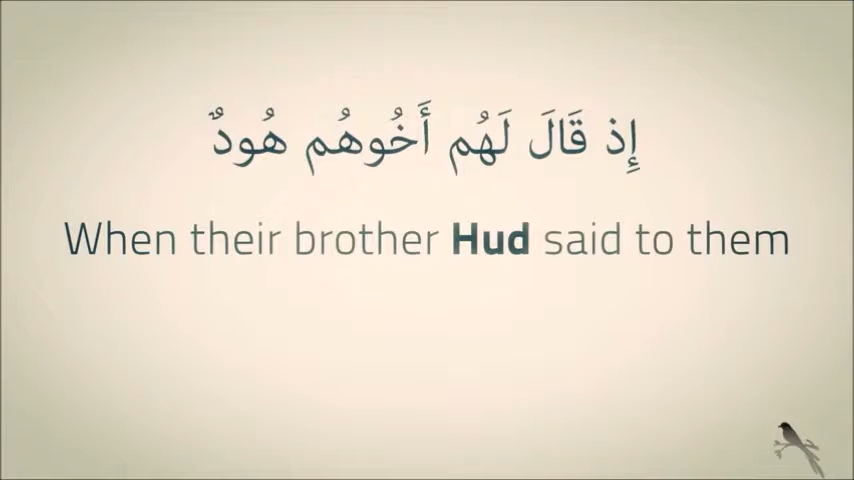 إِذ قَالَ لَهُم أَخُوهُم هُودٌ
When their brother Hud said to them